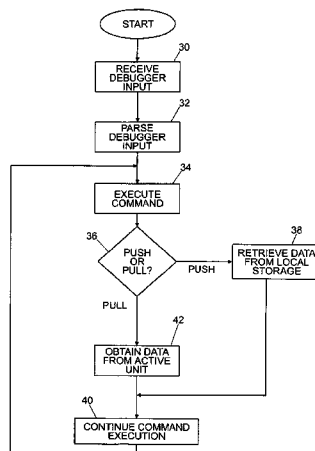 START
30
RECEIVE
DEBUGGER
INPUT
32
PARSE
DEBUGGER
INPUT
34
EXECUTE
COMMAND
36
PUSH
OR
PULL?
PUSH
38
RETRIEVE DATA
FROM LOCAL
STORAGE
PULL
42
OBTAIN DATA
FROM ACTIVE
UNIT
40
CONTINUE COMMAND
EXECUTION